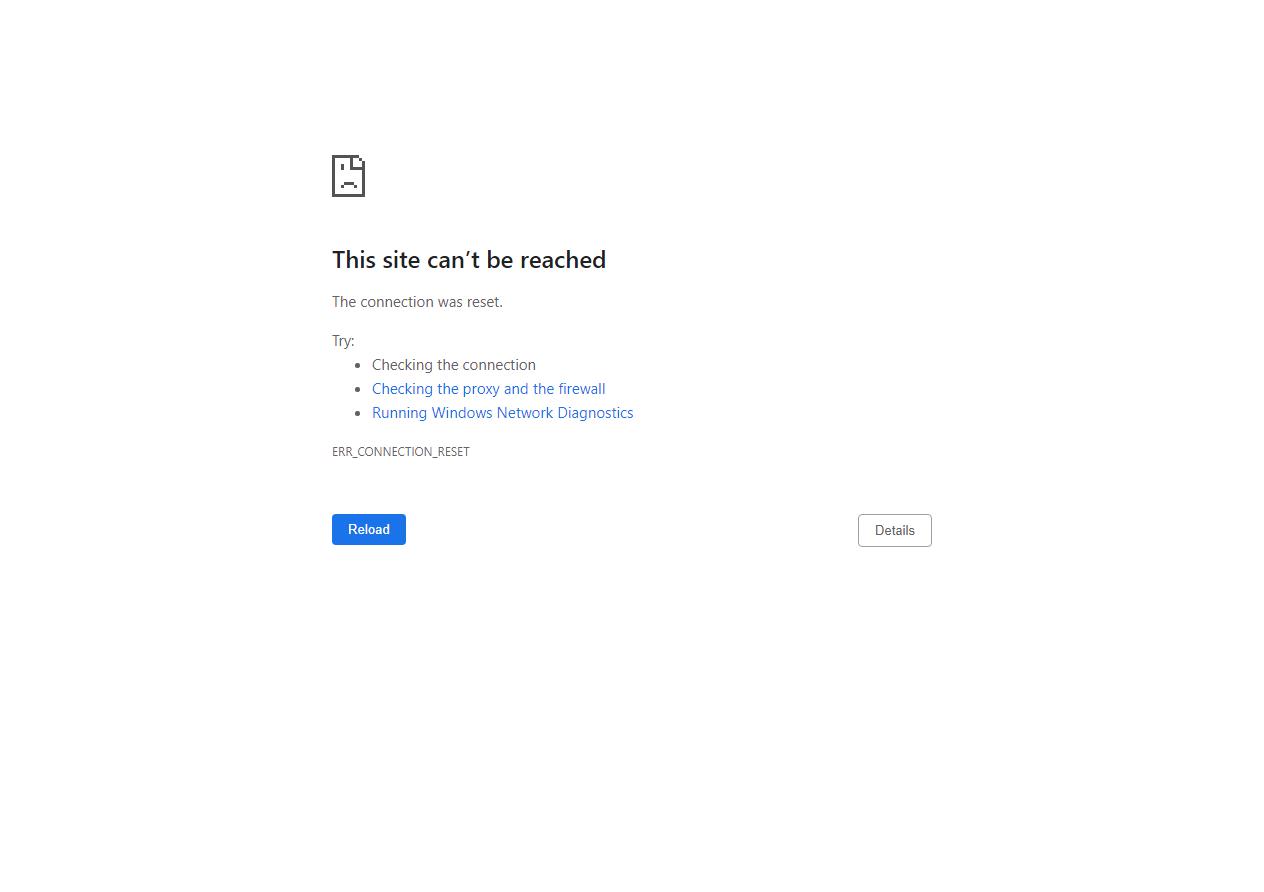 This site can’t be reached
The connection was reset.
Try:
Checking the connection
Checking the proxy and the firewall
Running Windows Network Diagnostics
ERR_CONNECTION_RESET
Reload
Details